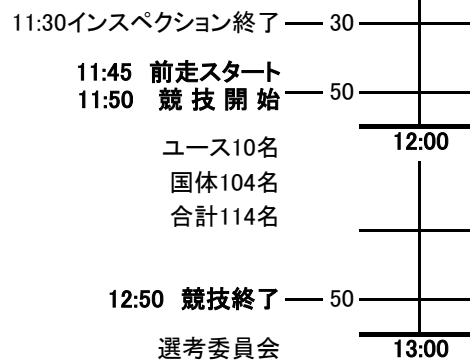 11:30インスペクション終了 30
11:45 前走スタート
11:50 競技開始 50
12:00
ユース10名
国体104名
合計114名
12:50 競技終了 50
選考委員会 13:00